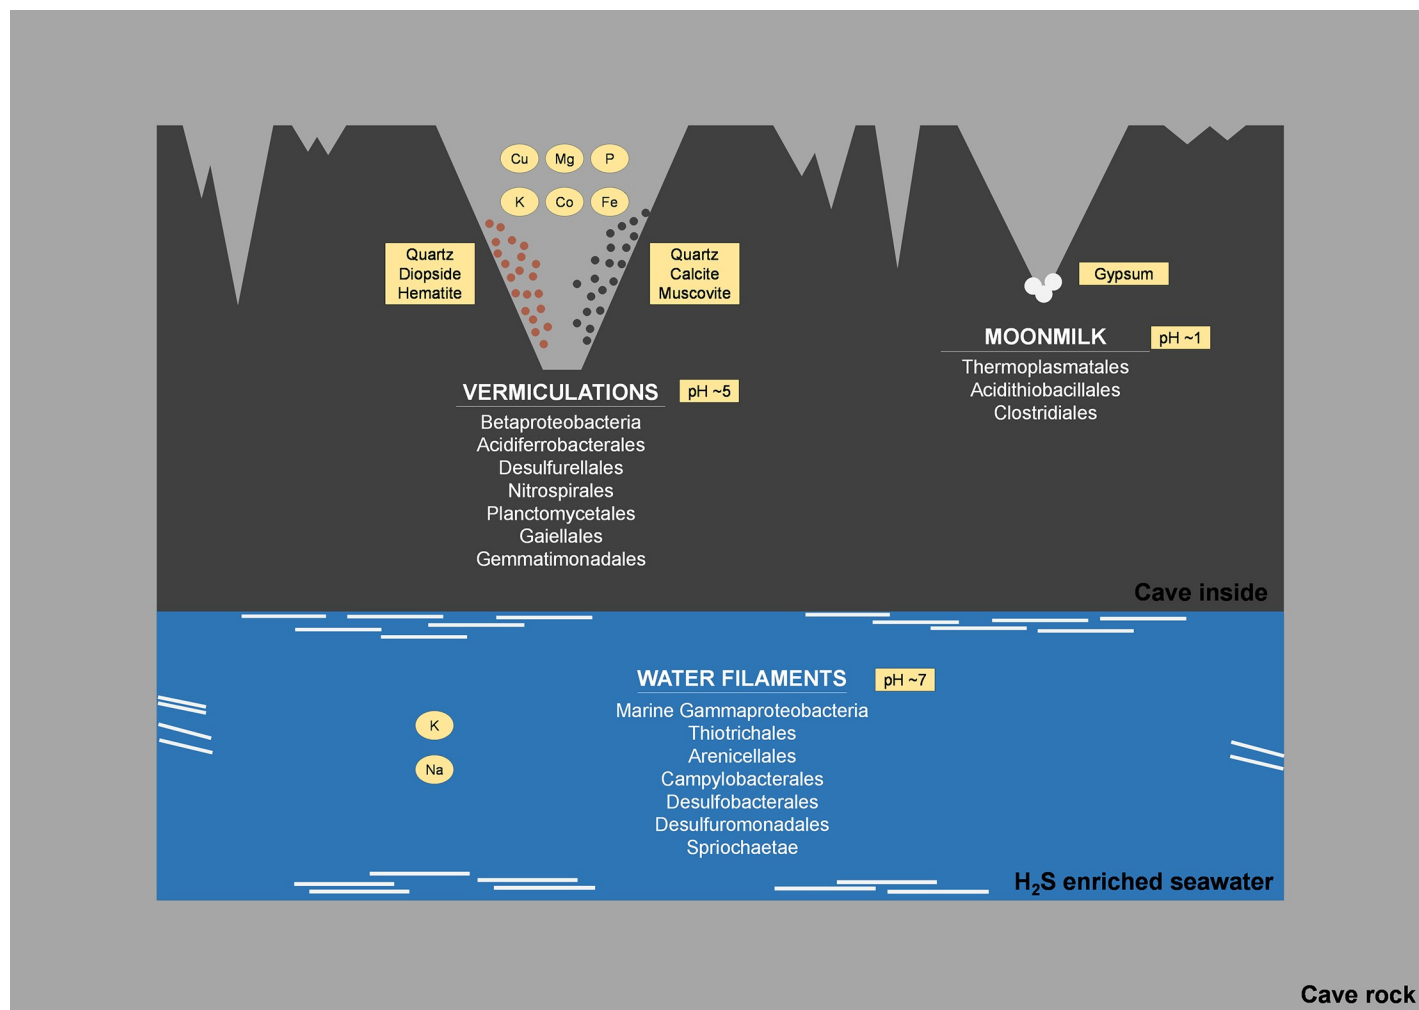 Cu Mg P
K Co Fe
Quartz
Diopside
Hematite
Quartz
Calcite
Muscovite
VERMICULATIONS pH ~5
Betaproteobacteria
Acidiferrobacterales
Desulfurellales
Nitrospirales
Planctomycetales
Gaiellales
Gemmatimonadales
Gypsum
MOONMILK pH ~1
Thermoplasmatales
Acidithiobacillales
Clostridiales
Cave inside
WATER FILAMENTS pH ~7
Marine Gammaproteobacteria
Thiotrichales
Arenicellales
Campylobacterales
Desulfobacterales
Desulfuromonadales
Spriochaetae
K
Na
H₂S enriched seawater
Cave rock